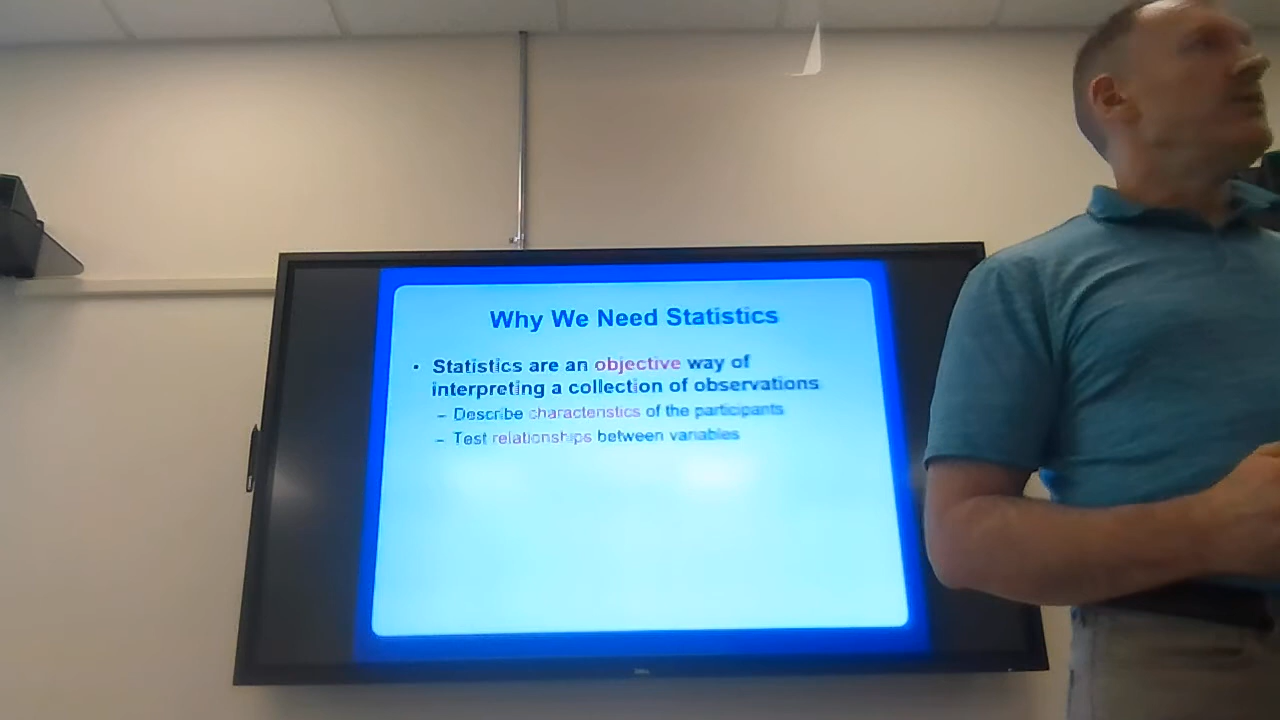 Why We Need Statistics
• Statistics are an objective way of
interpreting a collection of observations
– Describe characteristics of the participants
– Test relationships between variables